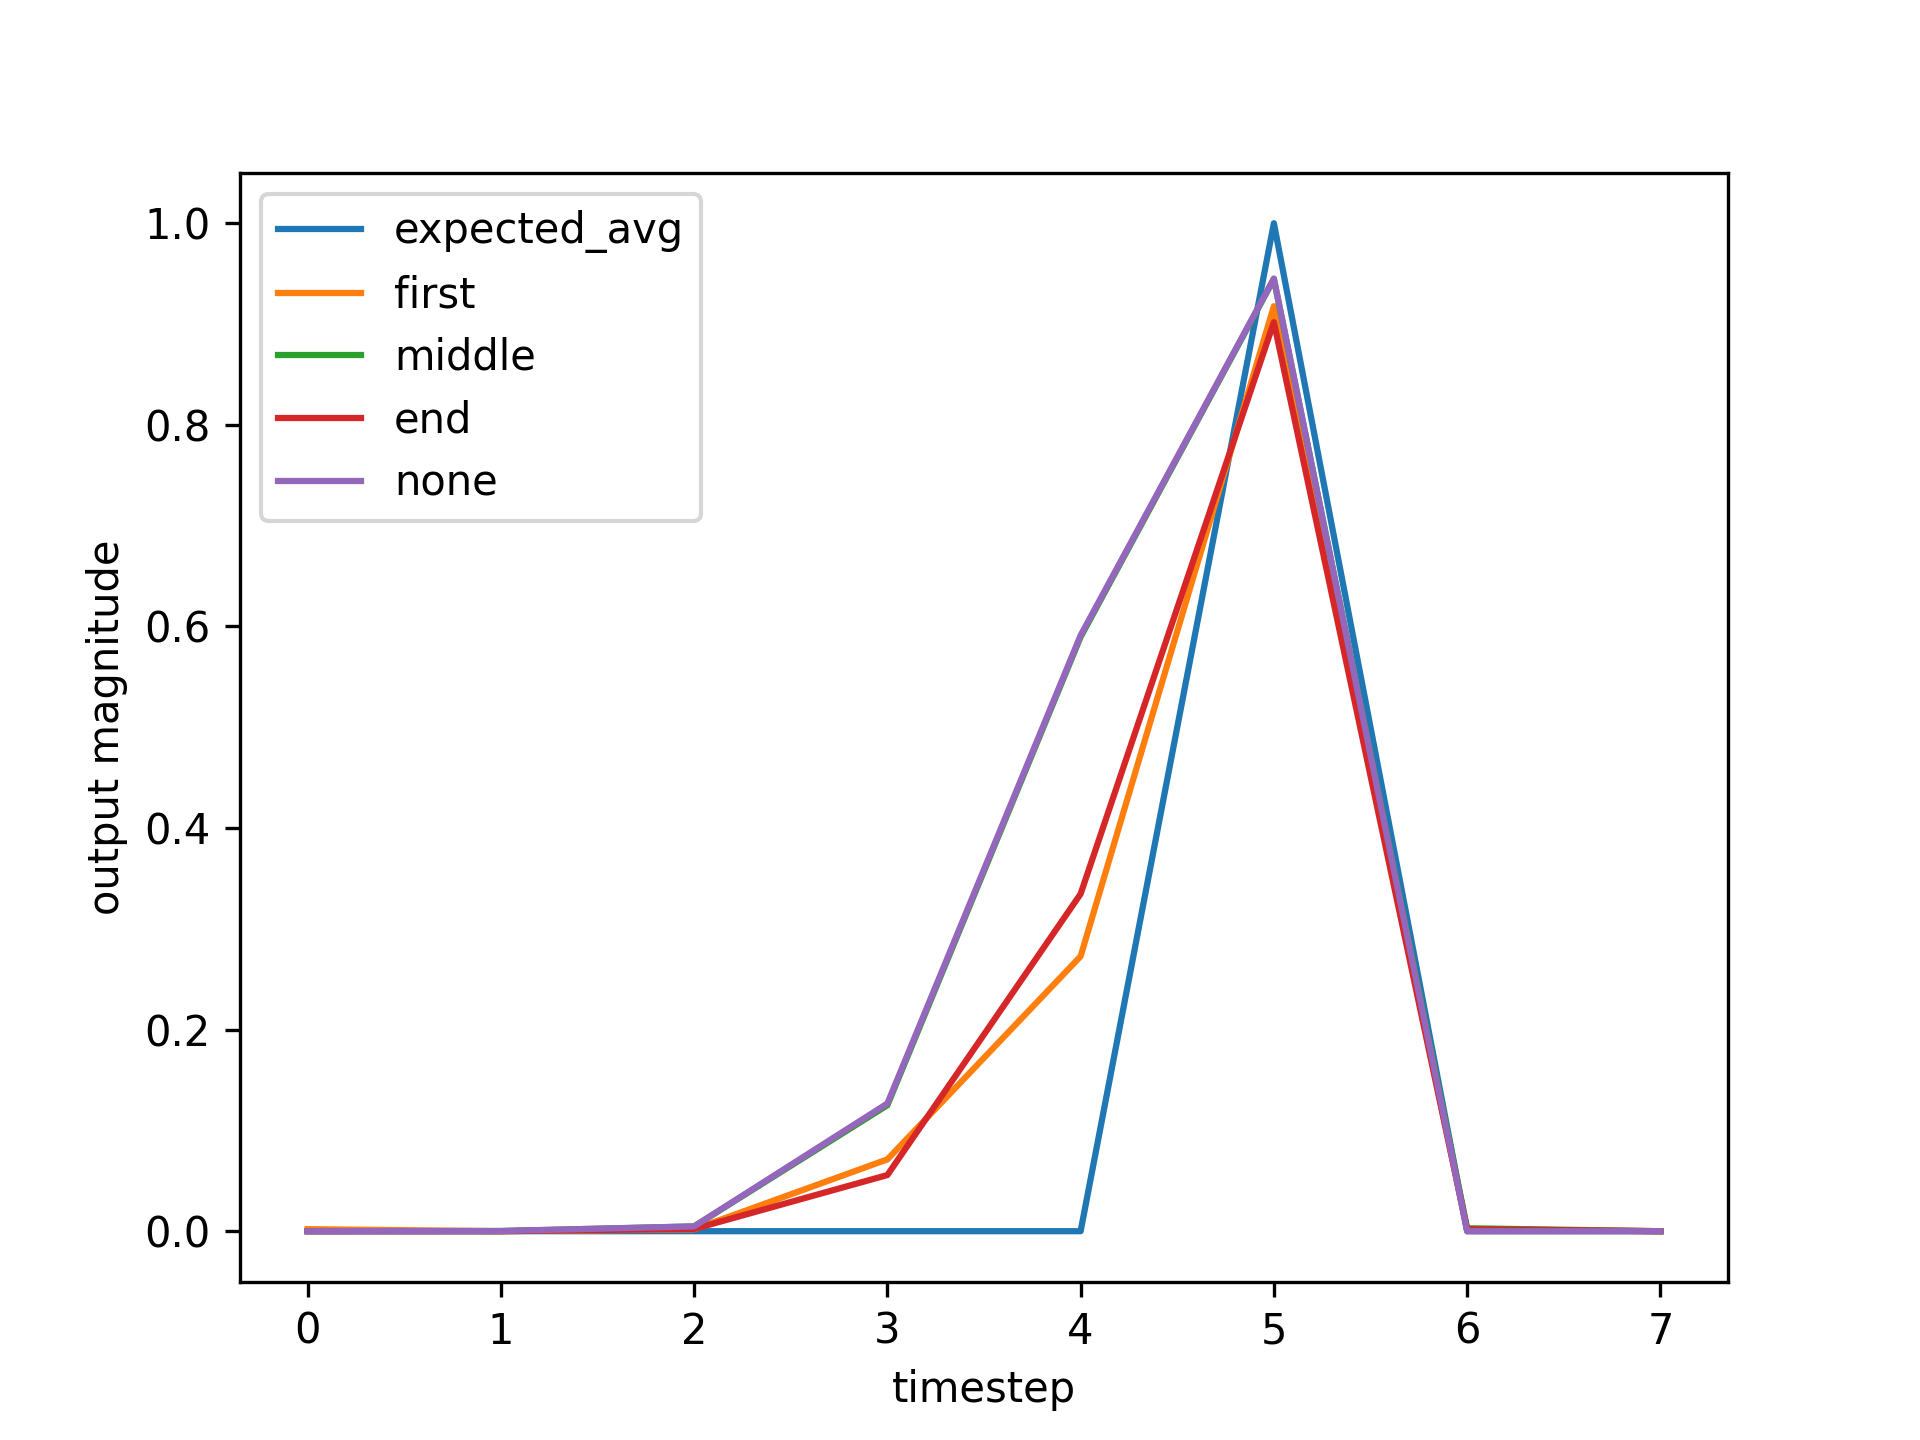 expected_avg
first
middle
end
none
output magnitude
1.0
0.8
0.6
0.4
0.2
0.0
0 1 2 3 4 5 6 7
timestep